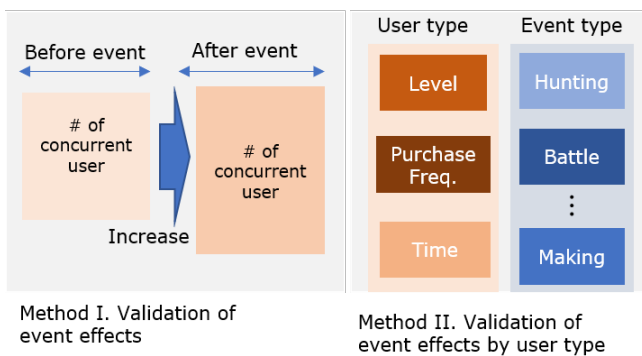 Before event
After event
# of
concurrent
user
# of
concurrent
user
Increase
Method I. Validation of
event effects
User type
Event type
Level
Purchase
Freq.
Time
Hunting
Battle
Making
Method II. Validation of
event effects by user type